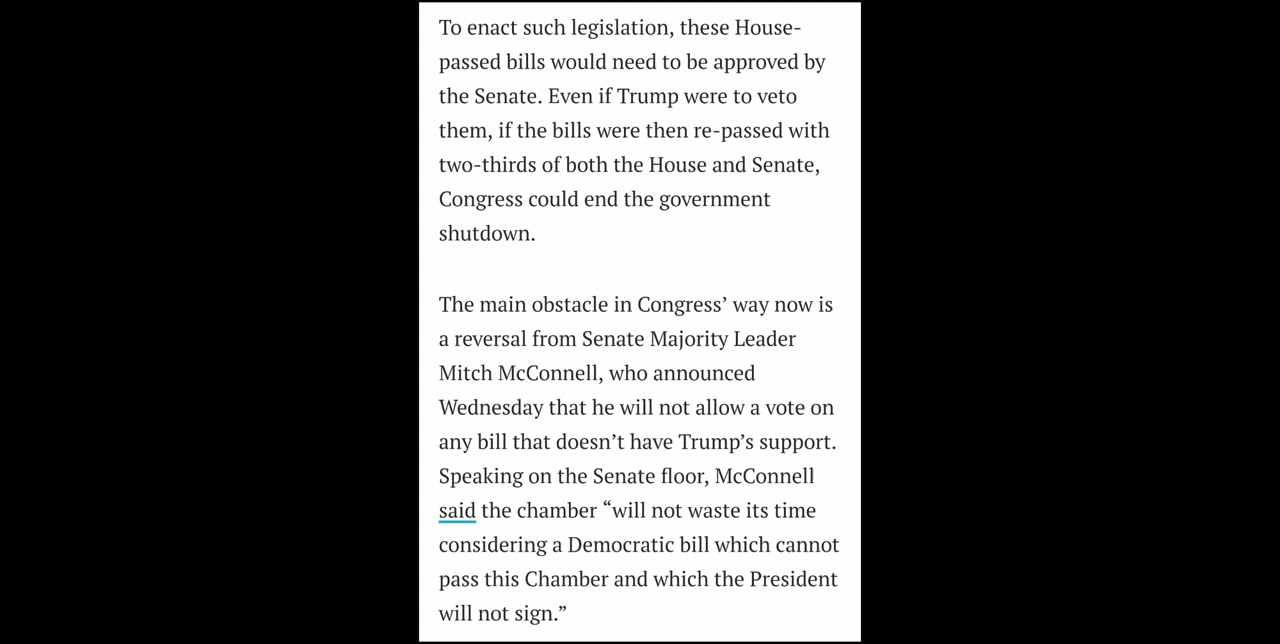 To enact such legislation, these House-
passed bills would need to be approved by
the Senate. Even if Trump were to veto
them, if the bills were then re-passed with
two-thirds of both the House and Senate,
Congress could end the government
shutdown.
The main obstacle in Congress’ way now is
a reversal from Senate Majority Leader
Mitch McConnell, who announced
Wednesday that he will not allow a vote on
any bill that doesn’t have Trump’s support.
Speaking on the Senate floor, McConnell
said the chamber “will not waste its time
considering a Democratic bill which cannot
pass this Chamber and which the President
will not sign.”